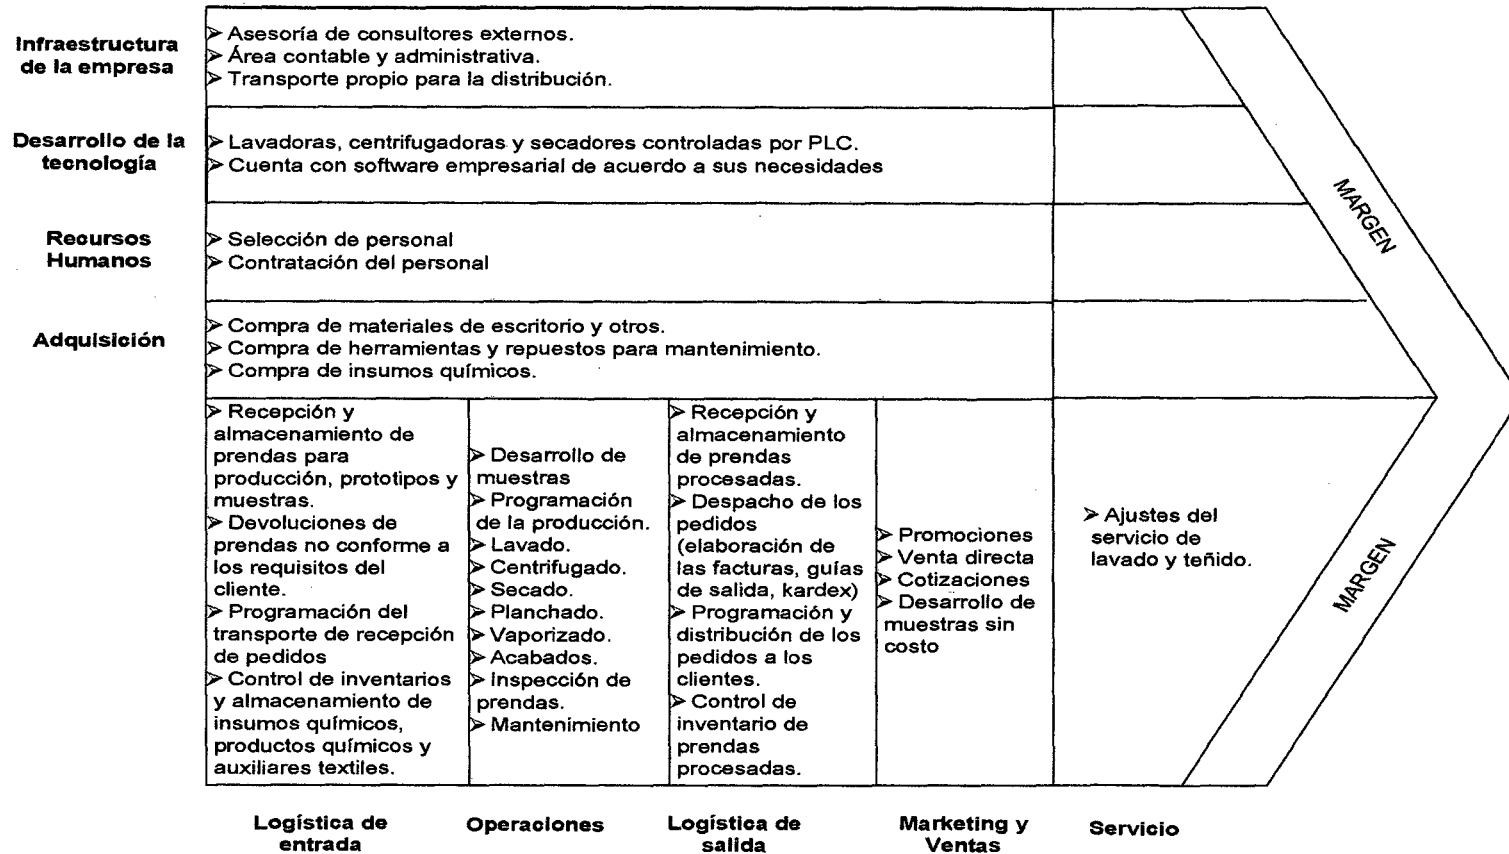 Infraestructura
de la empresa
➢ Asesoría de consultores externos.
➢ Área contable y administrativa.
➢ Transporte propio para la distribución.
Desarrollo de la
tecnología
➢ Lavadoras, centrifugadoras y secadores controladas por PLC.
➢ Cuenta con software empresarial de acuerdo a sus necesidades
Recursos
Humanos
➢ Selección de personal
➢ Contratación del personal
Adquisición
➢ Compra de materiales de escritorio y otros.
➢ Compra de herramientas y repuestos para mantenimiento.
➢ Compra de insumos químicos.
MARGEN
➢ Recepción y
almacenamiento de
prendas para
producción, prototipos y
muestras.
➢ Devoluciones de
prendas no conforme a
los requisitos del
cliente.
➢ Programación del
transporte de recepción
de pedidos
➢ Control de inventarios
y almacenamiento de
insumos químicos,
productos químicos y
auxiliares textiles.
➢ Desarrollo de
muestras
➢ Programación
de la producción.
➢ Lavado.
➢ Centrifugado.
➢ Secado.
➢ Planchado.
➢ Vaporizado.
➢ Acabados.
➢ Inspección de
prendas.
➢ Mantenimiento
➢ Recepción y
almacenamiento
de prendas
procesadas.
➢ Despacho de los
pedidos
(elaboración de
las facturas, guías
de salida, kardex)
➢ Programación y
distribución de los
pedidos a los
clientes.
➢ Control de
inventario de
prendas
procesadas.
➢ Promociones
➢ Venta directa
➢ Cotizaciones
➢ Desarrollo de
muestras sin
costo
➢ Ajustes del
servicio de
lavado y teñido.
MARGEN
Logística de
entrada
Operaciones
Logística de
salida
Marketing y
Ventas
Servicio